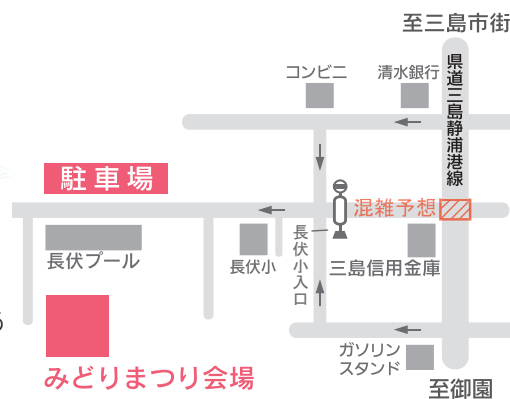 至三島市街
コンビニ
清水銀行
県道三島静浦港線
駐車場
混雑予想
長伏プール
長伏小
長伏小入口
三島信用金庫
みどりまつり会場
ガソリン
スタンド
至御園